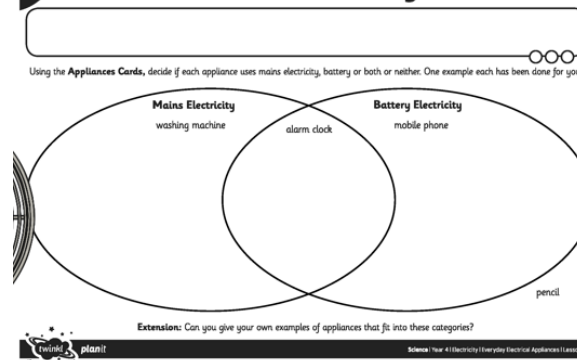 Using the Appliances Cards, decide if each appliance uses mains electricity, battery or both or neither. One example each has been done for
Mains Electricity
Battery Electricity
washing machine
alarm clock
mobile phone
pencil
Extension: Can you give your own examples of appliances that fit into these categories?
twinkl planit
Science | Year 4 | Electricity | Everyday Electrical Appliances |